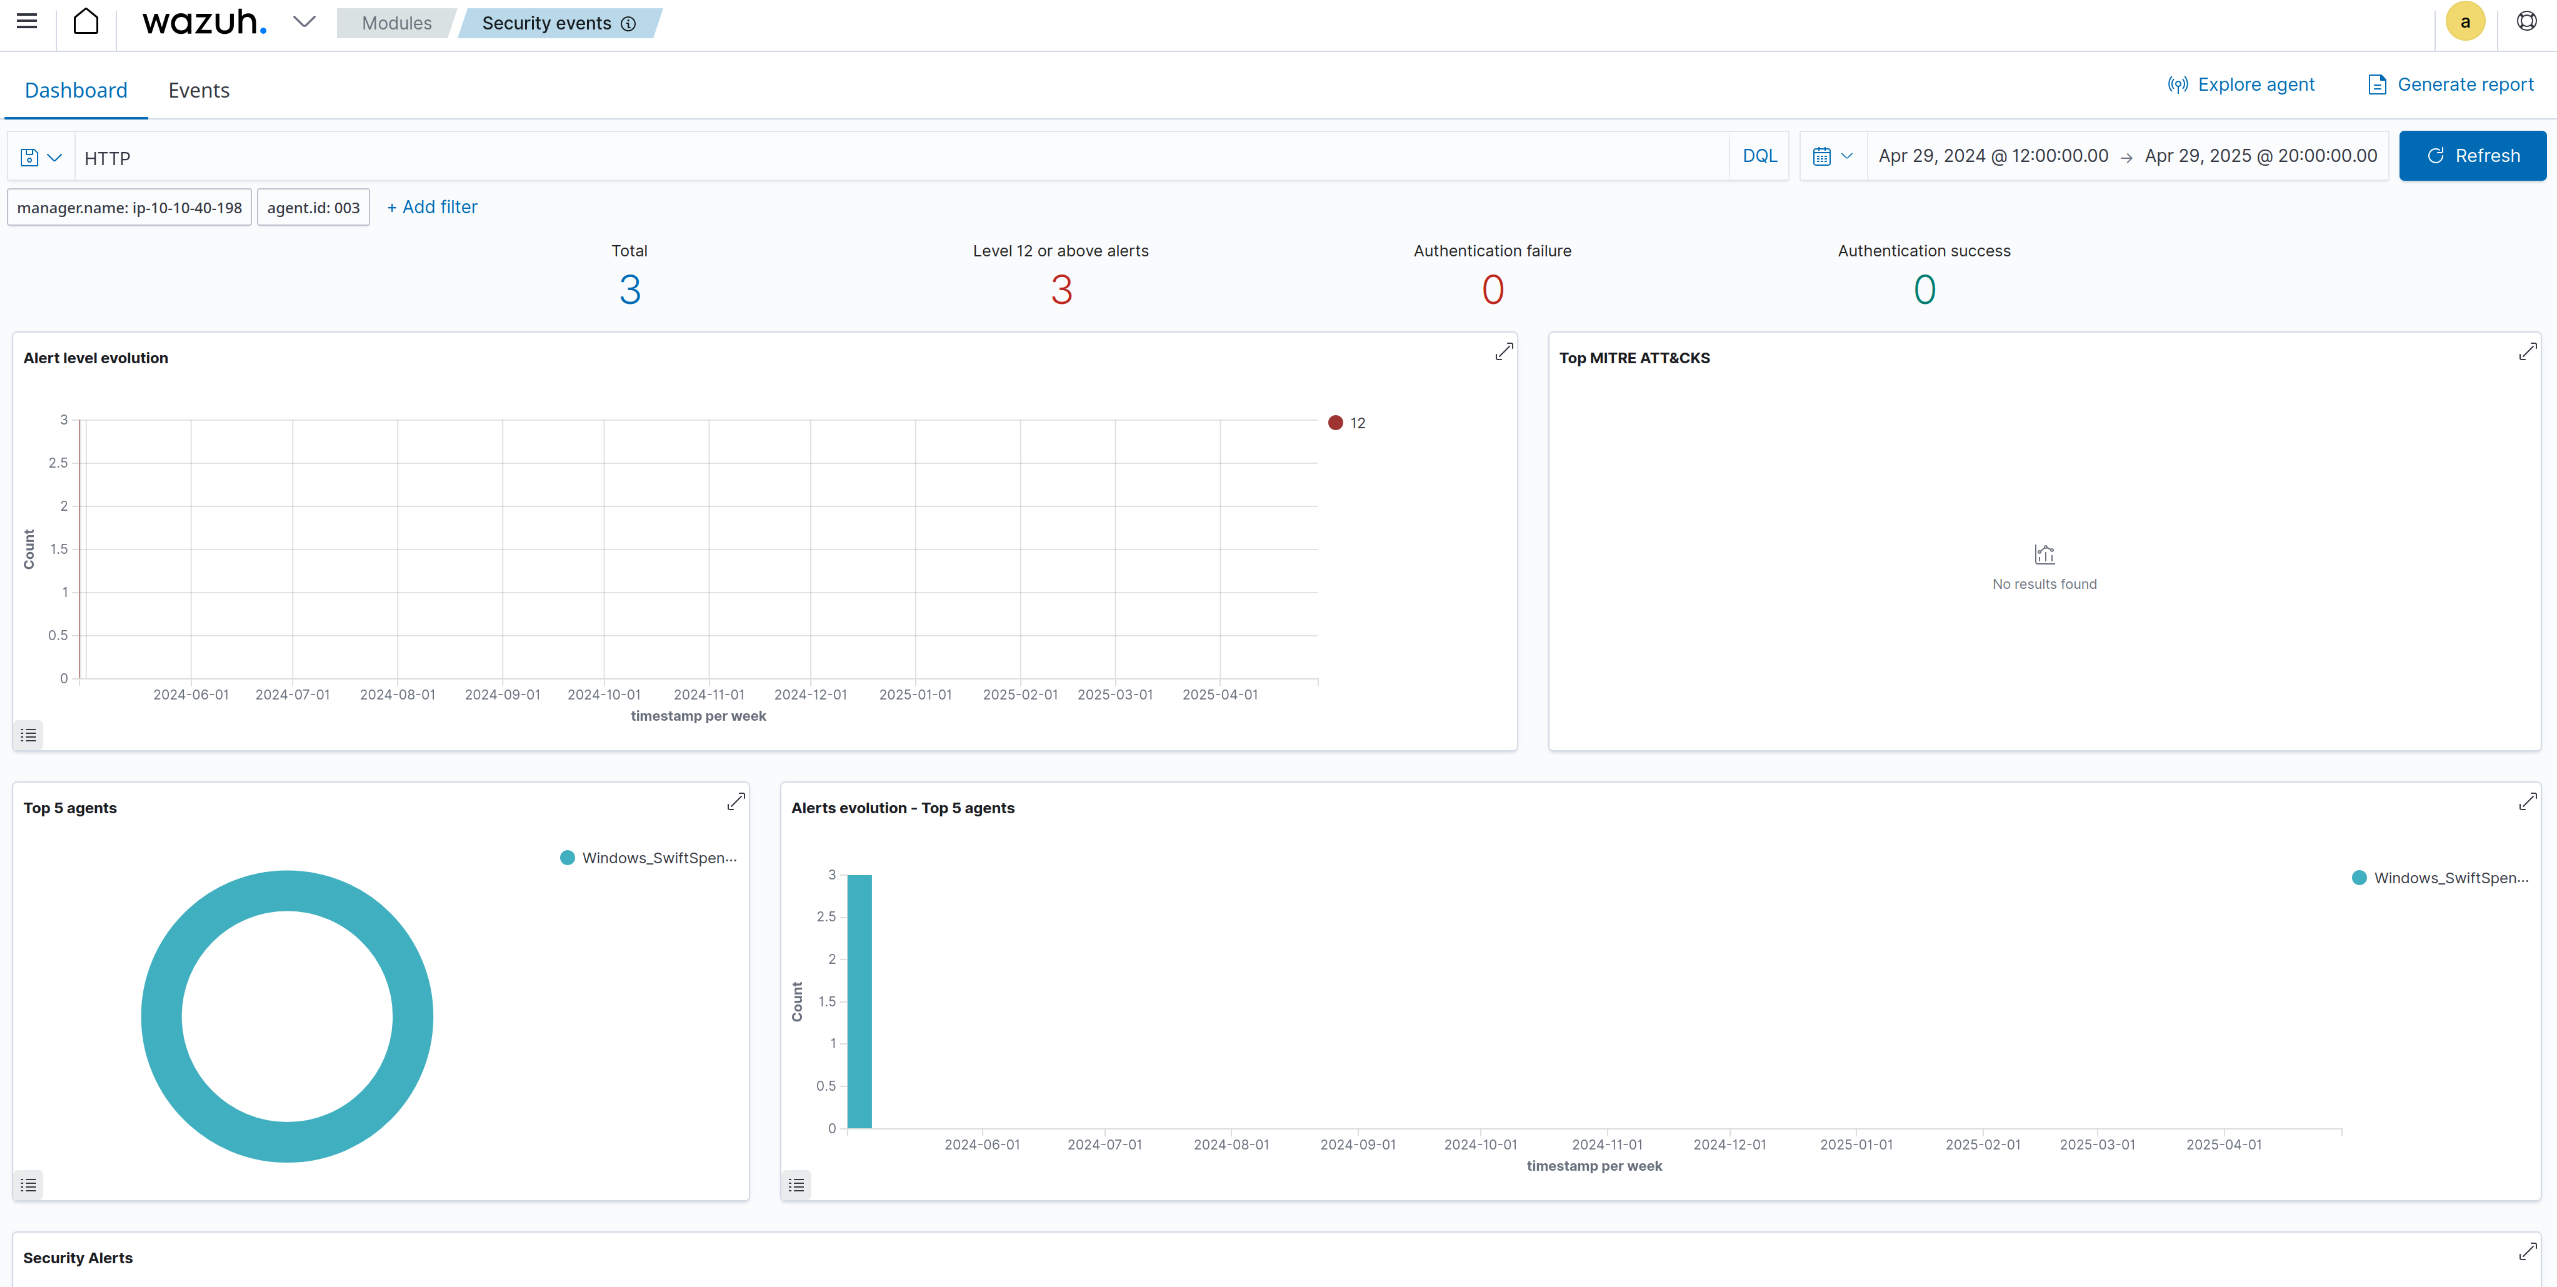 wazuh.
Modules
Security events
a
Dashboard
Events
Explore agent
Generate report
HTTP
DQL
Apr 29, 2024 @ 12:00:00.00 → Apr 29, 2025 @ 20:00:00.00
Refresh
manager.name: ip-10-10-40-198
agent.id: 003
+ Add filter
Total
3
Level 12 or above alerts
3
Authentication failure
0
Authentication success
0
Alert level evolution
3
2.5
2
1.5
1
0.5
0
Count
2024-06-01 2024-07-01 2024-08-01 2024-09-01 2024-10-01 2024-11-01 2024-12-01 2025-01-01 2025-02-01 2025-03-01 2025-04-01
timestamp per week
12
Top MITRE ATT&CKS
No results found
Top 5 agents
Windows_SwiftSpen...
Alerts evolution - Top 5 agents
3
2.5
2
1.5
1
0.5
0
Count
2024-06-01 2024-07-01 2024-08-01 2024-09-01 2024-10-01 2024-11-01 2024-12-01 2025-01-01 2025-02-01 2025-03-01 2025-04-01
timestamp per week
Windows_SwiftSpen...
Security Alerts